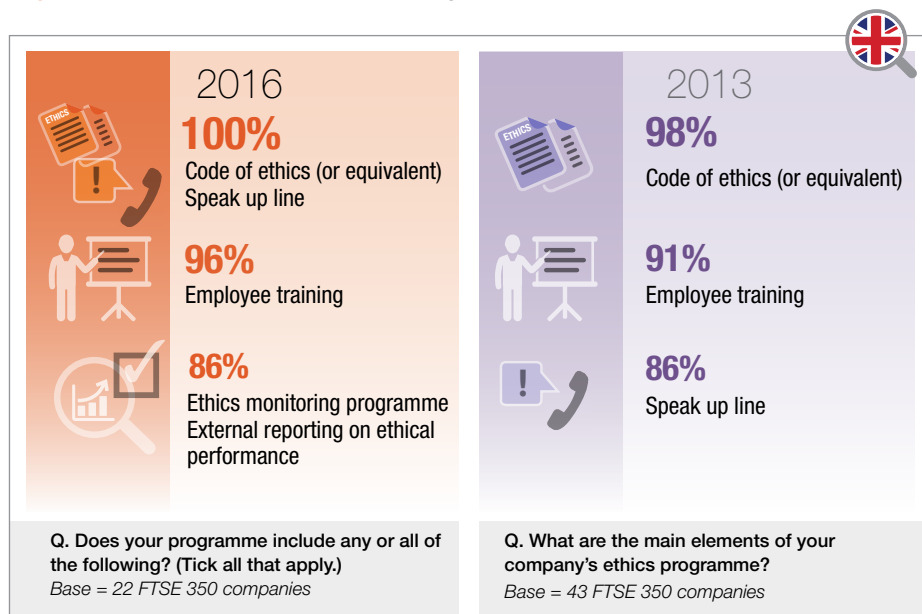 2016
ETHICS
100%
Code of ethics (or equivalent)
Speak up line
96%
Employee training
86%
Ethics monitoring programme
External reporting on ethical
performance
Q. Does your programme include any or all of
the following? (Tick all that apply.)
Base = 22 FTSE 350 companies
2013
ETHICS
98%
Code of ethics (or equivalent)
91%
Employee training
86%
Speak up line
Q. What are the main elements of your
company’s ethics programme?
Base = 43 FTSE 350 companies